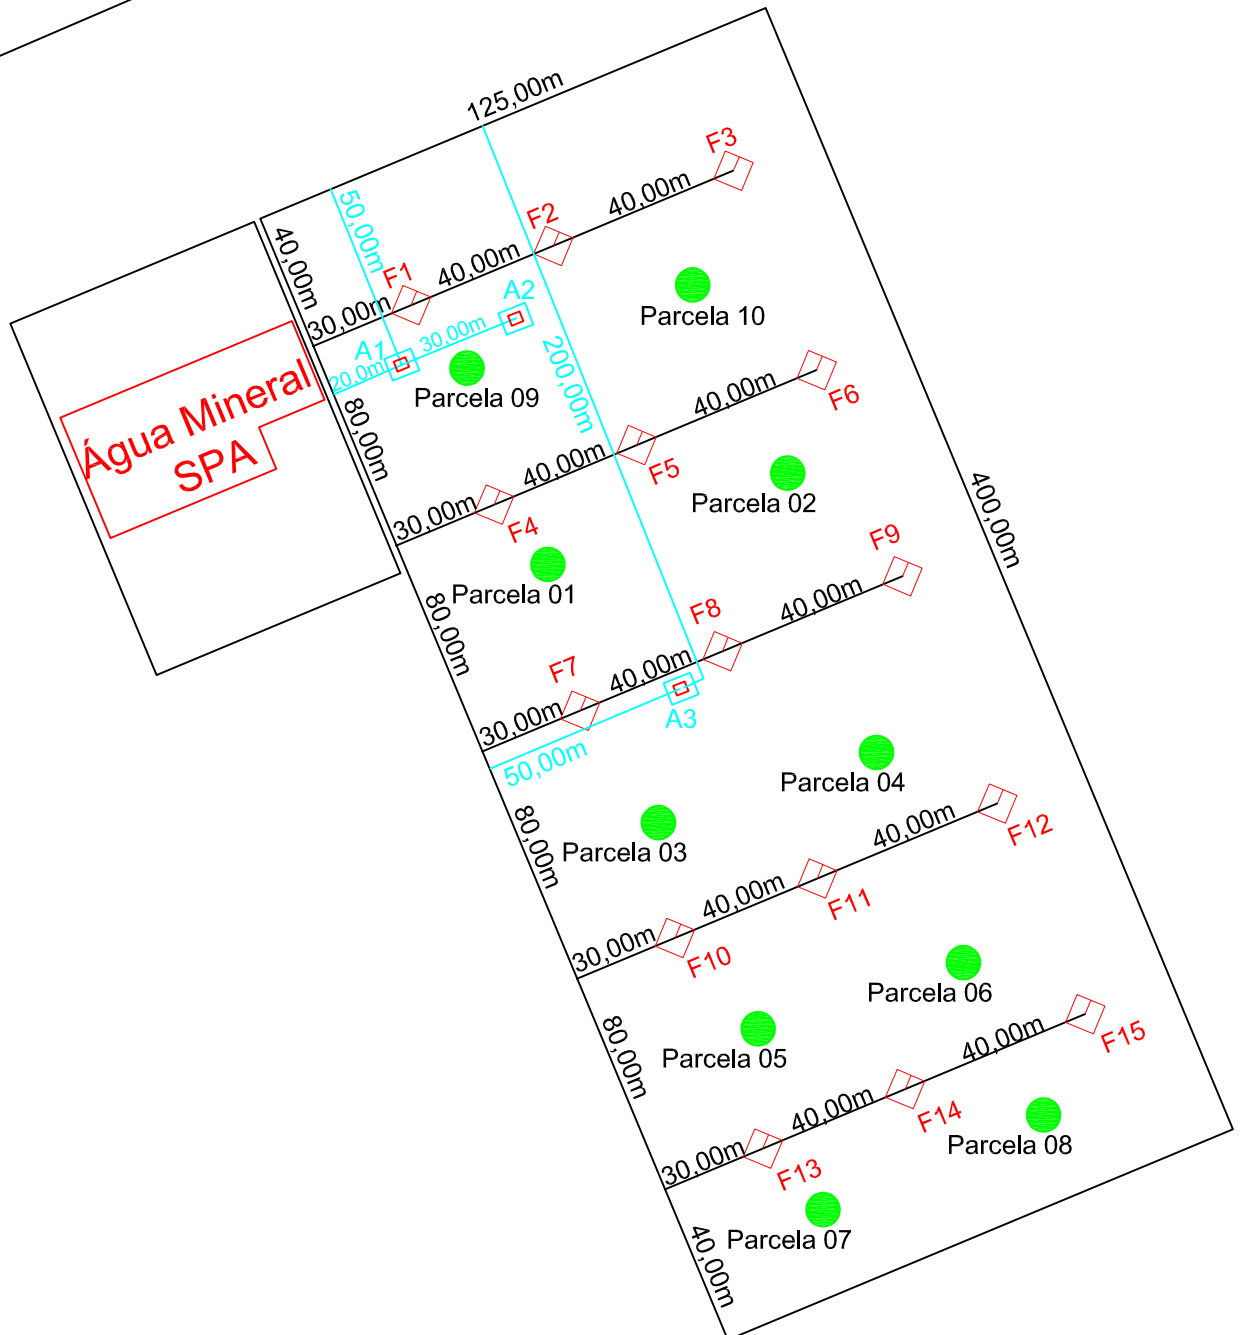 125,00m
F3
40,00m
F2
50,00m
40,00m
40,00m
F1
30,00m
A2
Parcela 10
30,00m
A1
20.0m
200,00m
Parcela 09
Água Mineral
SPA
80,00m
40,00m
F6
40,00m
F5
30,00m
F4
Parcela 02
400,00m
F9
Parcela 01
80,00m
40,00m
F8
40,00m
F7
30,00m
A3
50,00m
Parcela 04
80,00m
Parcela 03
40,00m
F12
40,00m
F11
30,00m
F10
Parcela 06
80,00m
Parcela 05
40,00m
F15
40,00m
F14
30,00m
F13
Parcela 08
40,00m
Parcela 07